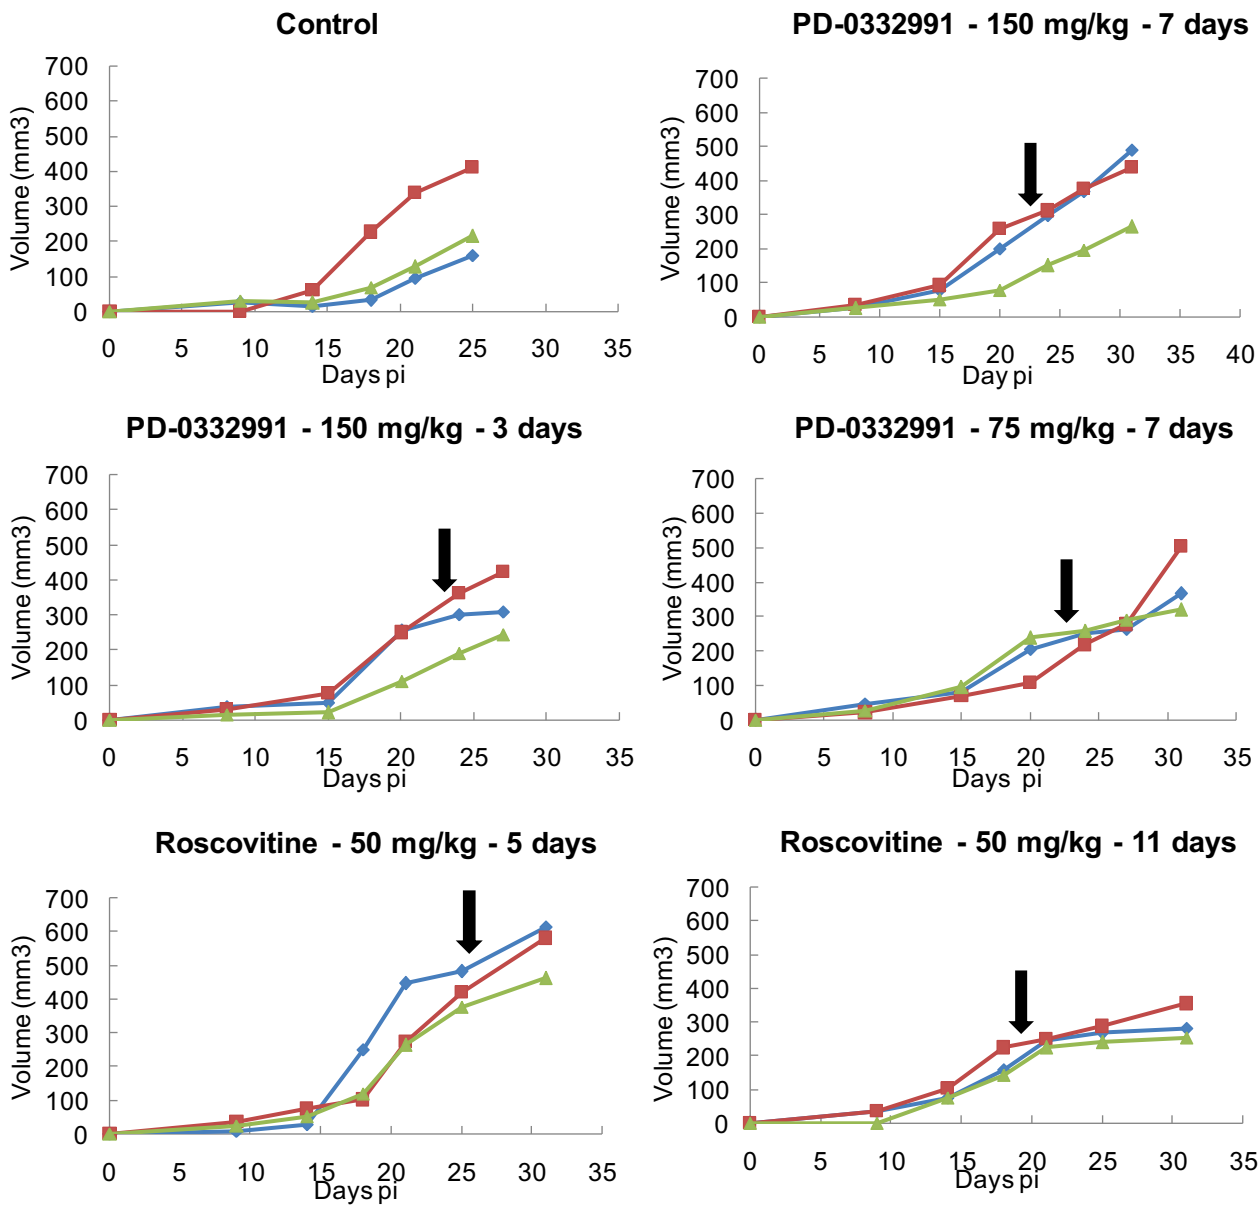 Control
700
600
500
400
300
200
100
0
Volume (mm3)
0 5 10 15 20 25 30 35
Days pi
PD-0332991 - 150 mg/kg - 7 days
700
600
500
400
300
200
100
0
Volume (mm3)
0 5 10 15 20 25 30 35 40
Day pi
PD-0332991 - 150 mg/kg - 3 days
700
600
500
400
300
200
100
0
Volume (mm3)
0 5 10 15 20 25 30 35
Days pi
PD-0332991 - 75 mg/kg - 7 days
700
600
500
400
300
200
100
0
Volume (mm3)
0 5 10 15 20 25 30 35
Days pi
Roscovitine - 50 mg/kg - 5 days
700
600
500
400
300
200
100
0
Volume (mm3)
0 5 10 15 20 25 30 35
Days pi
Roscovitine - 50 mg/kg - 11 days
700
600
500
400
300
200
100
0
Volume (mm3)
0 5 10 15 20 25 30 35
Days pi